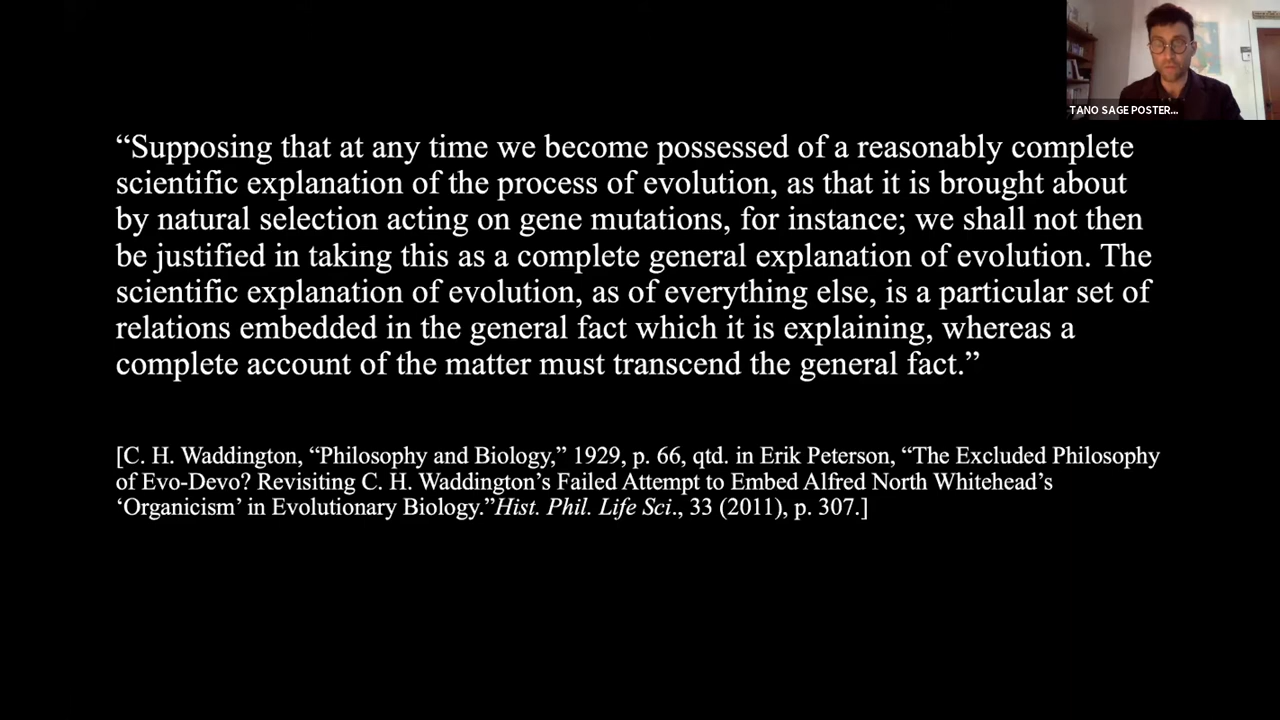 TANO SAGE POSTER...
“Supposing that at any time we become possessed of a reasonably complete
scientific explanation of the process of evolution, as that it is brought about
by natural selection acting on gene mutations, for instance; we shall not then
be justified in taking this as a complete general explanation of evolution. The
scientific explanation of evolution, as of everything else, is a particular set of
relations embedded in the general fact which it is explaining, whereas a
complete account of the matter must transcend the general fact.”
[C. H. Waddington, “Philosophy and Biology,” 1929, p. 66, qtd. in Erik Peterson, “The Excluded Philosophy
of Evo-Devo? Revisiting C. H. Waddington’s Failed Attempt to Embed Alfred North Whitehead’s
‘Organicism’ in Evolutionary Biology.”Hist. Phil. Life Sci., 33 (2011), p. 307.]